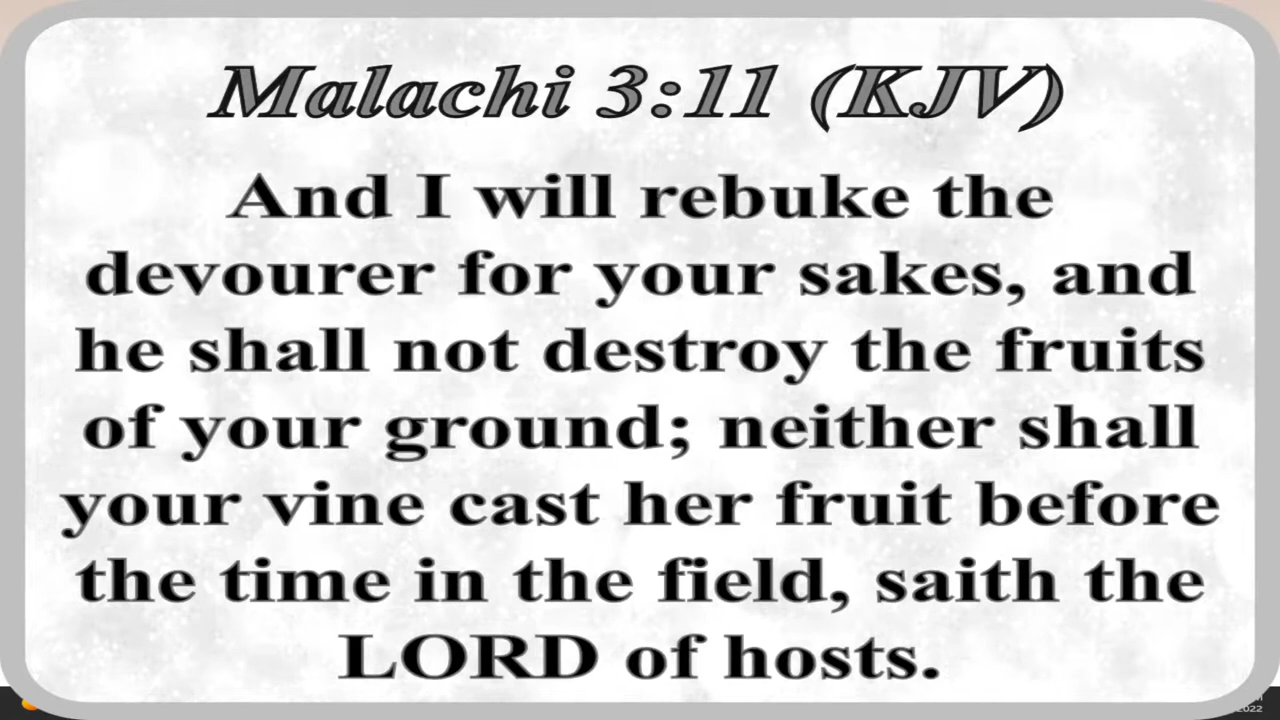 Malachi 3:11 (KJV)
And I will rebuke the
devourer for your sakes, and
he shall not destroy the fruits
of your ground; neither shall
your vine cast her fruit before
the time in the field, saith the
LORD of hosts.
2022